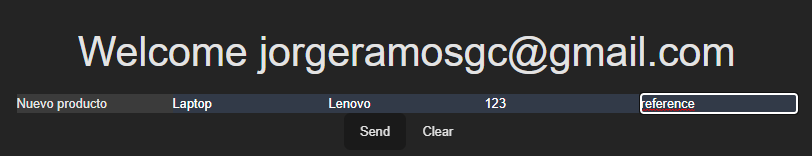 Welcome jorgeramosgc@gmail.com
Nuevo producto Laptop Lenovo 123 reference
Send Clear